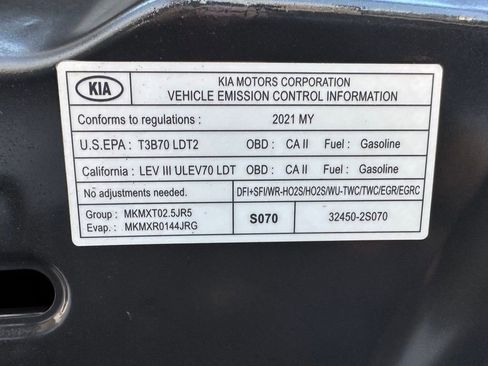 KIA
KIA MOTORS CORPORATION
VEHICLE EMISSION CONTROL INFORMATION
Conforms to regulations : 2021 MY
U.S.EPA : T3B70 LDT2 OBD : CA II Fuel : Gasoline
California : LEV III ULEV70 LDT OBD : CA II Fuel : Gasoline
No adjustments needed. DFI+SFI/WR-HO2S/HO2S/WU-TWC/TWC/EGR/EGRC
Group : MKMXT02.5JR5 S070 32450-2S070
Evap. : MKMXR0144JRG